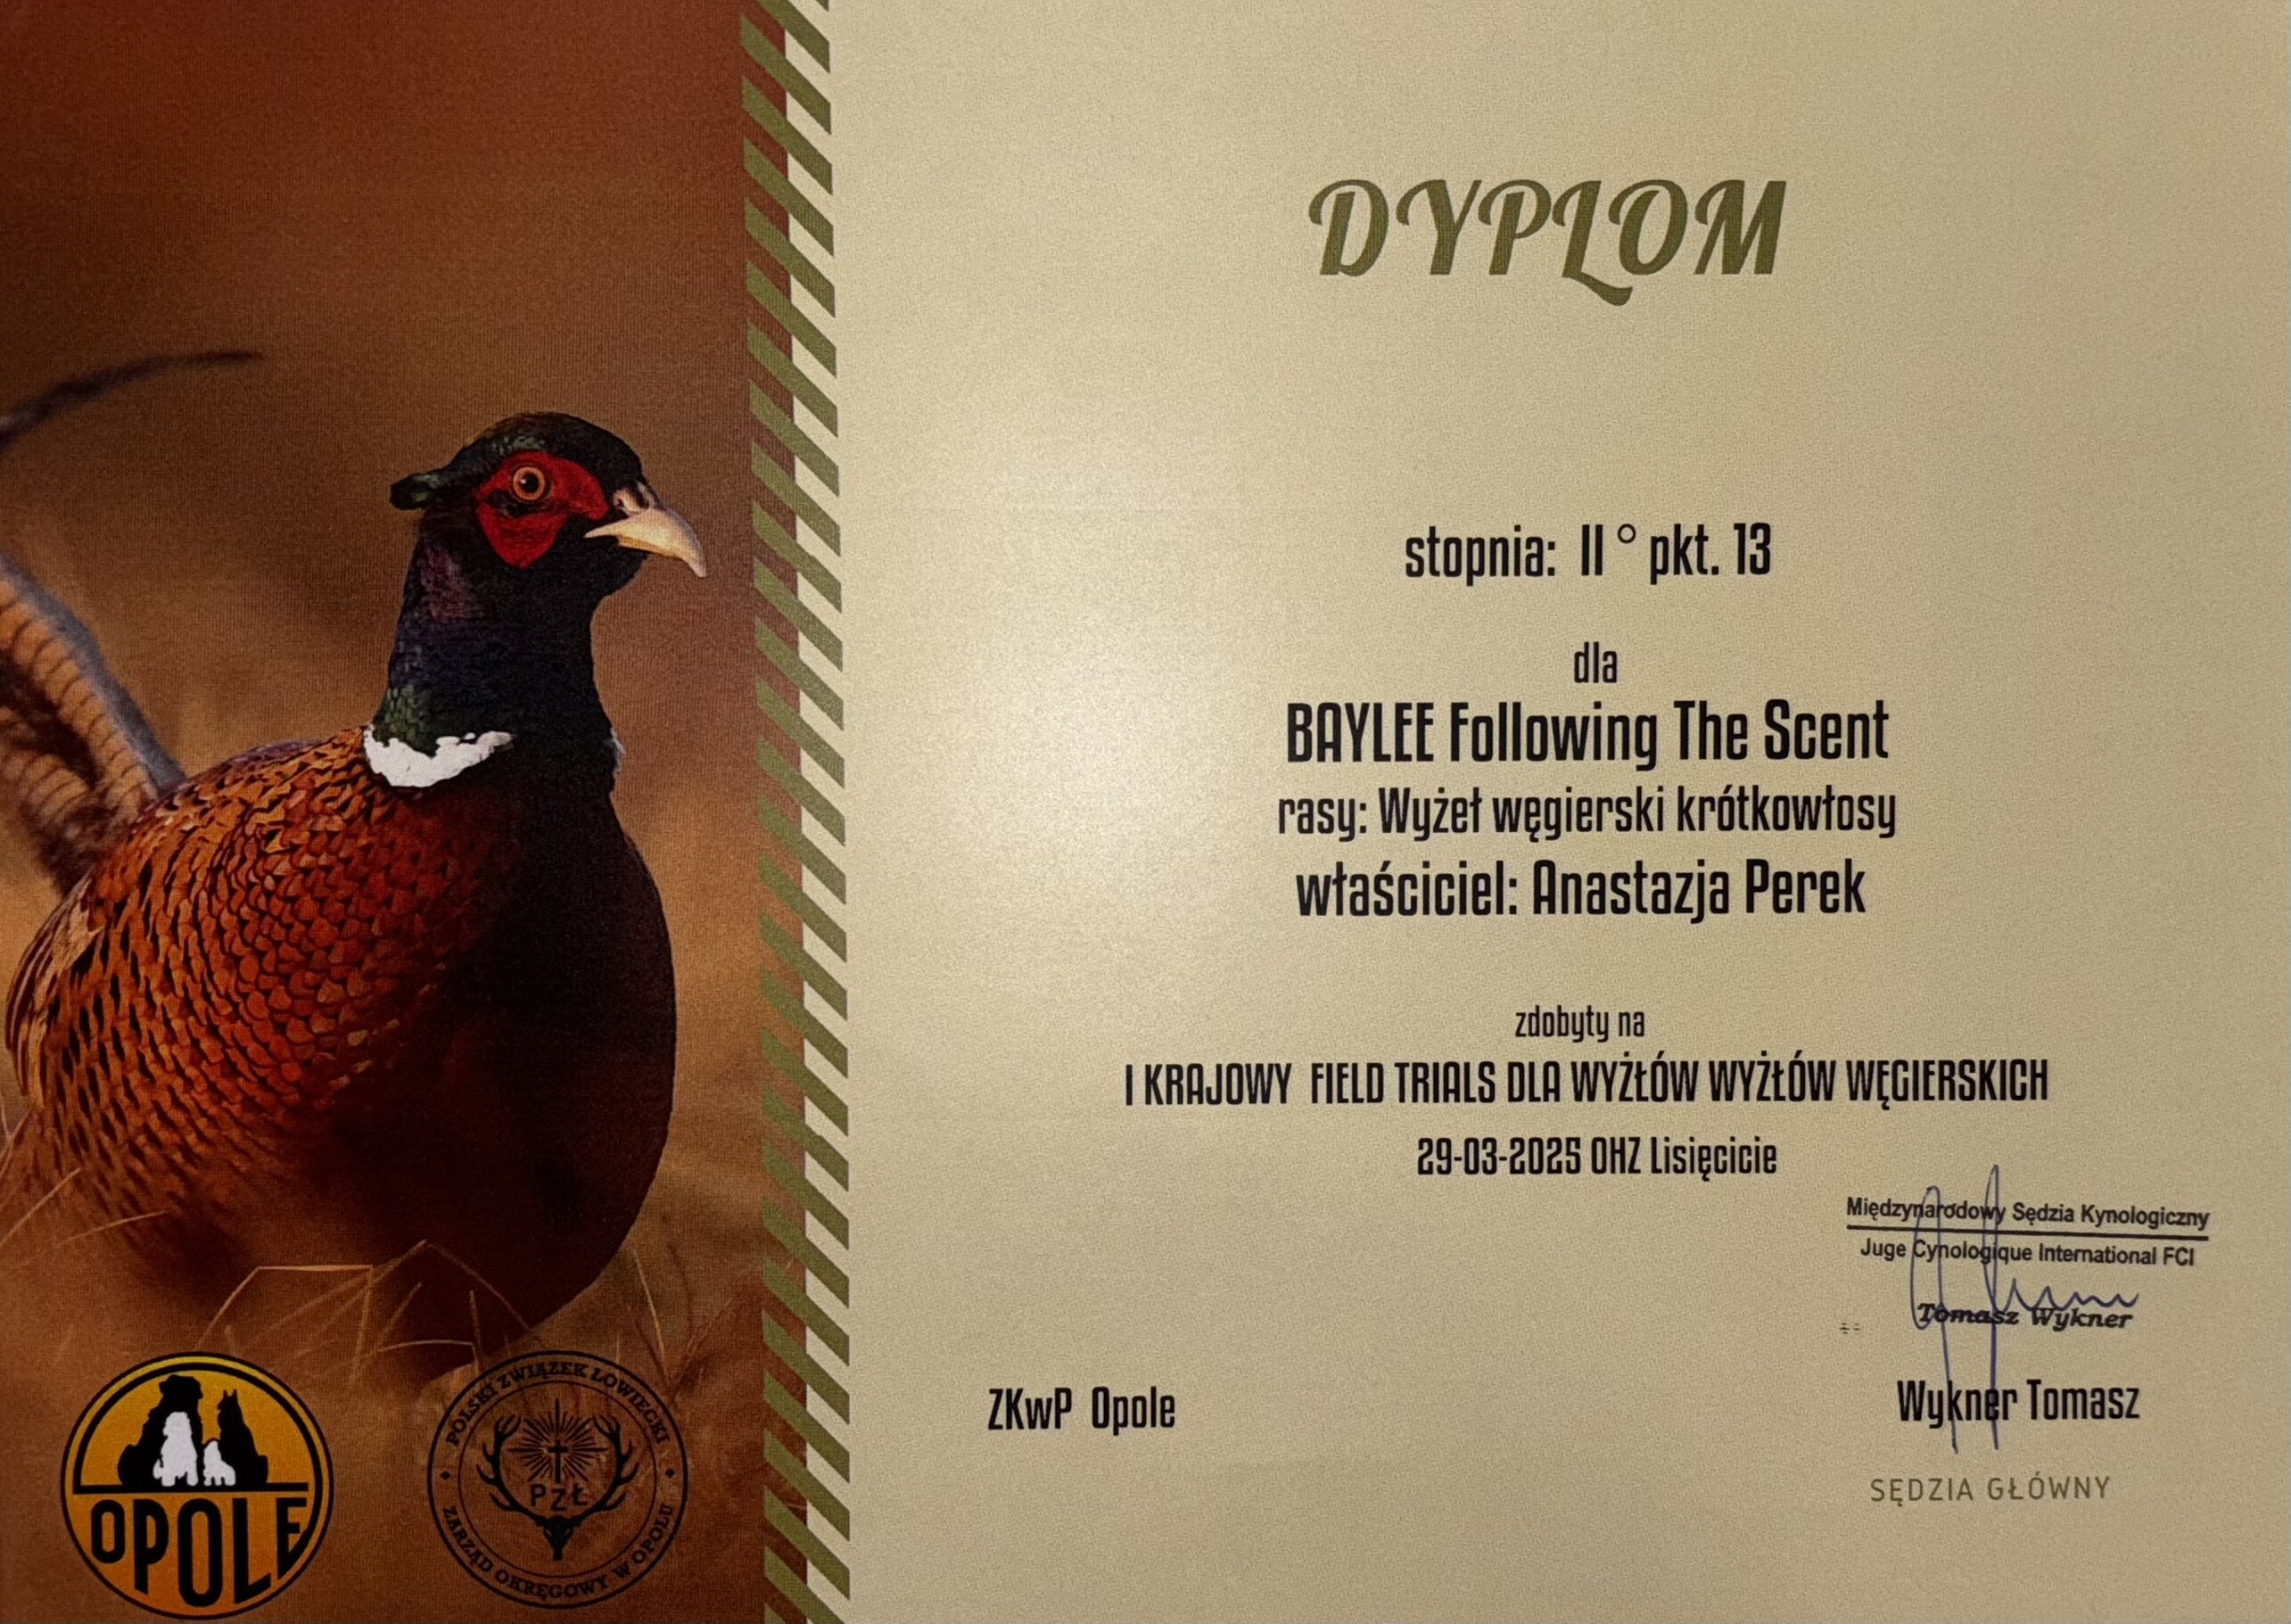 DYPLOM
stopnia: II ° pkt. 13
dla
BAYLEE Following The Scent
rasy: Wyżeł węgierski krótkowłosy
właściciel: Anastazja Perek
zdobyty na
I KRAJOWY FIELD TRIALS DLA WYŻŁÓW WYŻŁÓW WĘGIERSKICH
29-03-2025 OHZ Lisięcicie
Międzynarodowy Sędzia Kynologiczny
Juge Cynologique International FCI
Tomasz Wykner
ZKwP Opole
Wykner Tomasz
SĘDZIA GŁÓWNY
OPOLE
POLSKI ZWIĄZEK ŁOWIECKI
PZŁ
ZARZĄD OKRĘGOWY W OPOLU